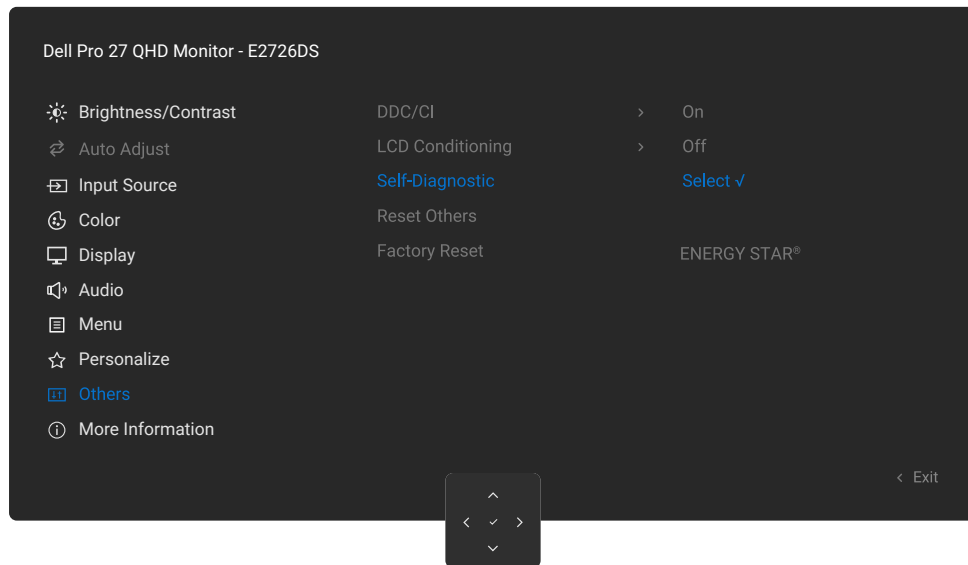 Dell Pro 27 QHD Monitor - E2726DS
Brightness/Contrast DDC/CI > On
Auto Adjust LCD Conditioning > Off
Input Source Self-Diagnostic Select √
Color Reset Others
Display Factory Reset ENERGY STAR®
Audio
Menu
Personalize
Others
More Information
< Exit